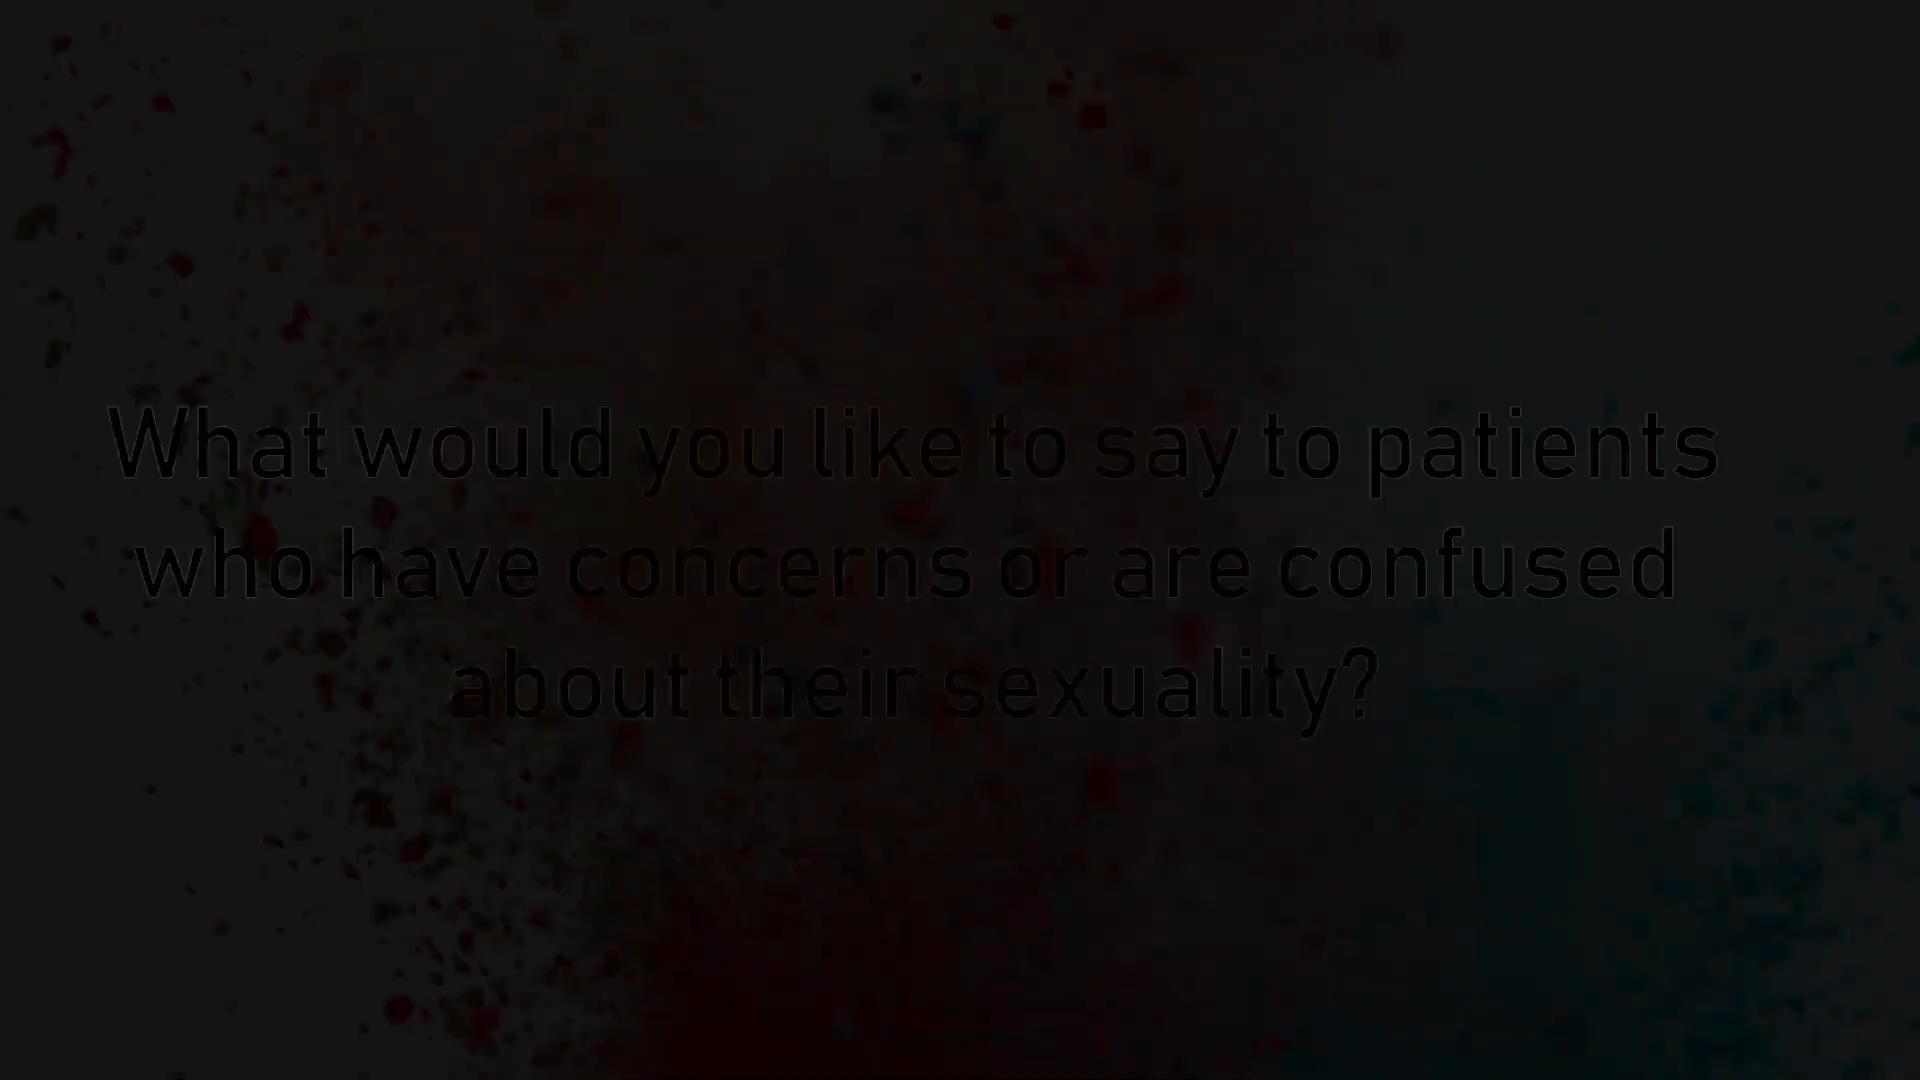 What would you like to say to patients
who have concerns or are confused
about their sexuality?